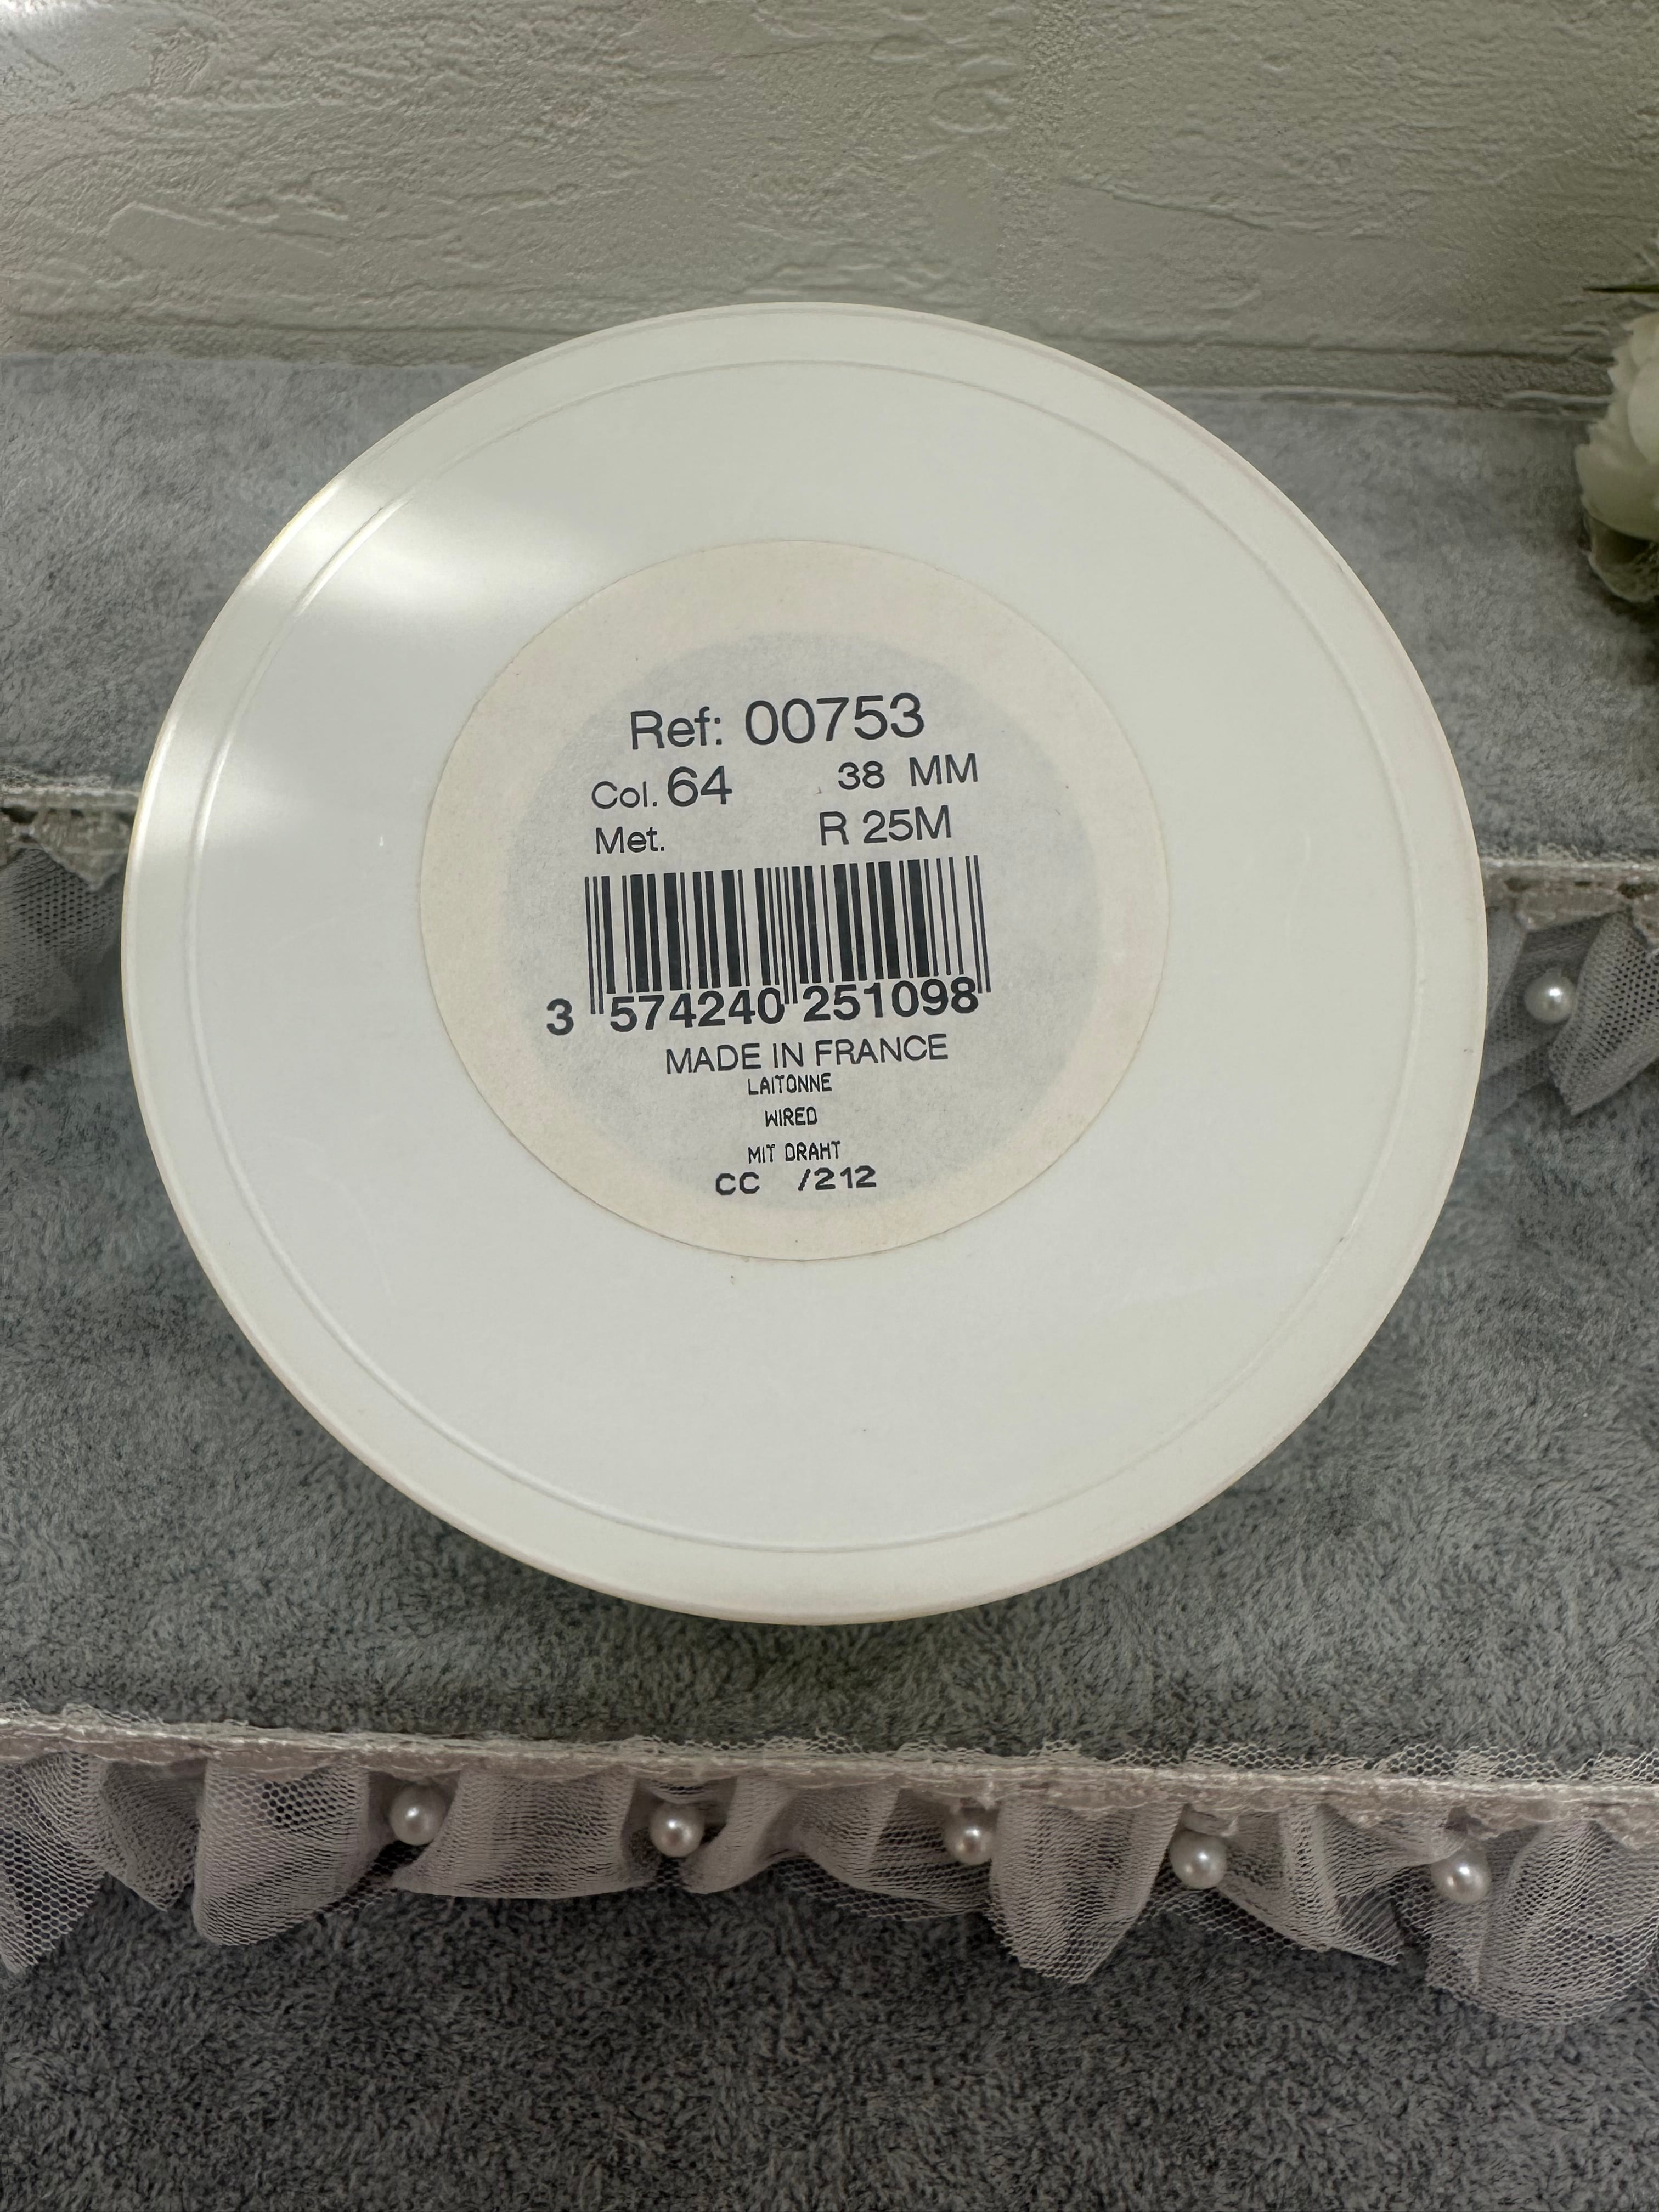 Ref: 00753
Col. 64 38 MM
Met. R 25M
3 574240 251098
MADE IN FRANCE
LAITONNE
WIRED
MIT DRAHT
CC /212